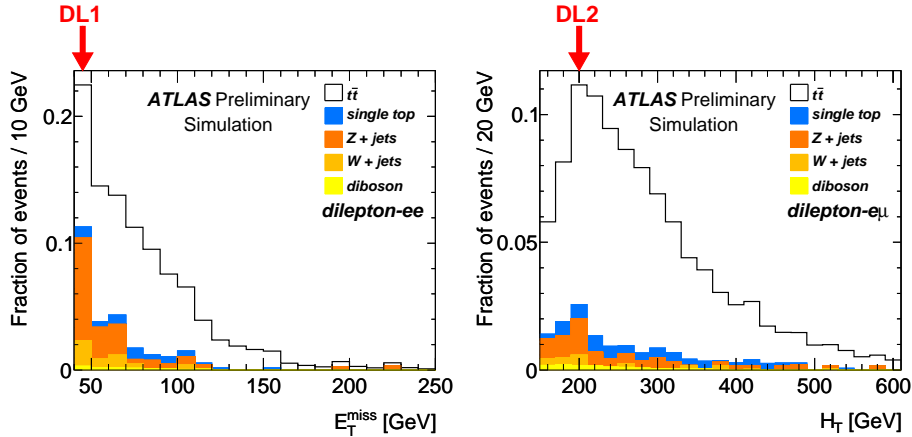 DL1
Fraction of events / 10 GeV
0.2
0.1
0
ATLAS Preliminary
Simulation
tt̄
single top
Z + jets
W + jets
diboson
dilepton-ee
50
100
150
200
250
E_T^miss [GeV]
DL2
Fraction of events / 20 GeV
0.1
0.05
0
ATLAS Preliminary
Simulation
tt̄
single top
Z + jets
W + jets
diboson
dilepton-eμ
200
300
400
500
600
H_T [GeV]